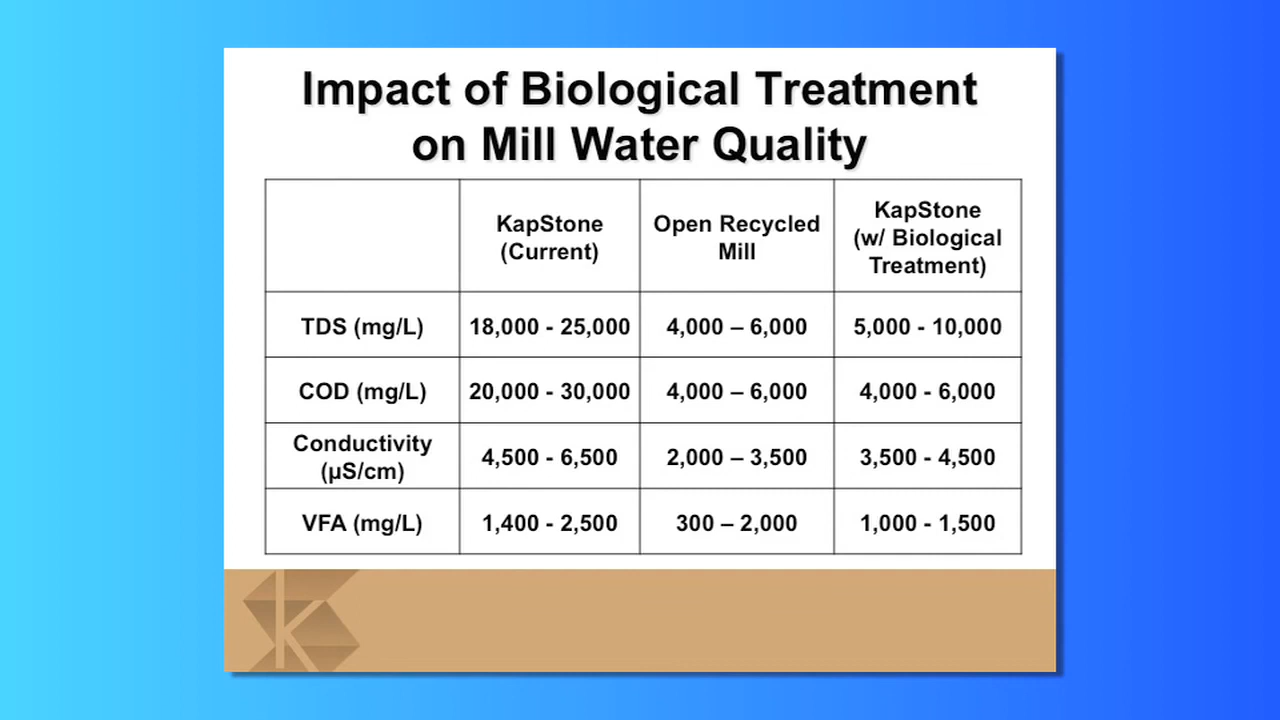 Impact of Biological Treatment
on Mill Water Quality
KapStone
(Current)
Open Recycled
Mill
KapStone
(w/ Biological
Treatment)
TDS (mg/L) 18,000 - 25,000 4,000 – 6,000 5,000 - 10,000
COD (mg/L) 20,000 - 30,000 4,000 – 6,000 4,000 - 6,000
Conductivity
(µS/cm) 4,500 - 6,500 2,000 – 3,500 3,500 - 4,500
VFA (mg/L) 1,400 - 2,500 300 – 2,000 1,000 - 1,500
K